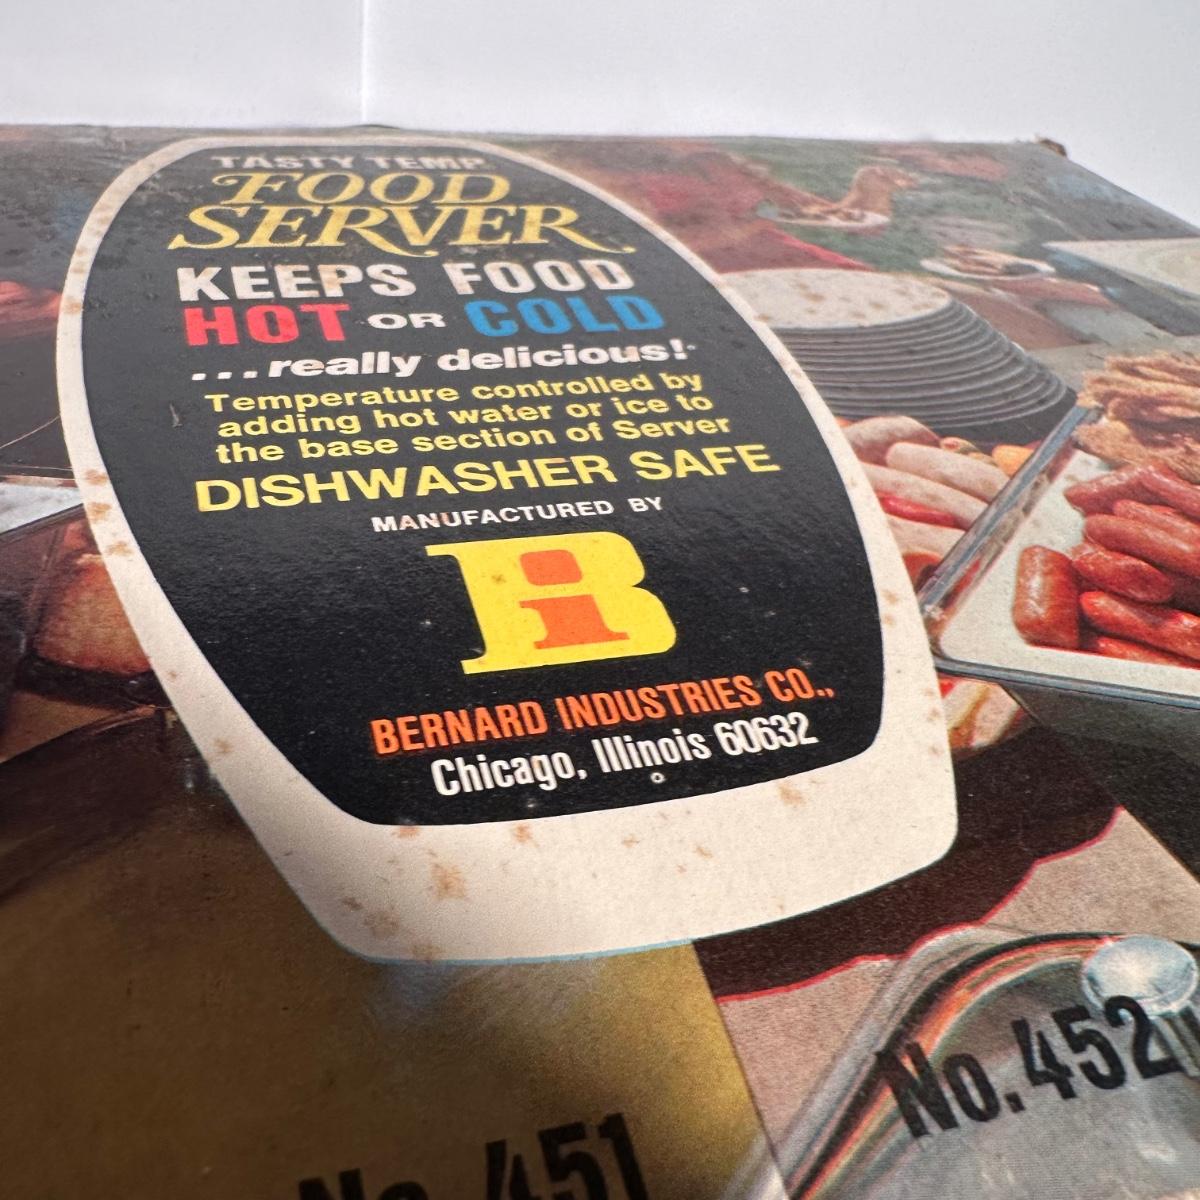 TASTY TEMP
FOOD
SERVER
KEEPS FOOD
HOT OR COLD
...really delicious!
Temperature controlled by
adding hot water or ice to
the base section of Server
DISHWASHER SAFE
MANUFACTURED BY
Bi
BERNARD INDUSTRIES CO.,
Chicago, Illinois 60632
No. 452
No. 451